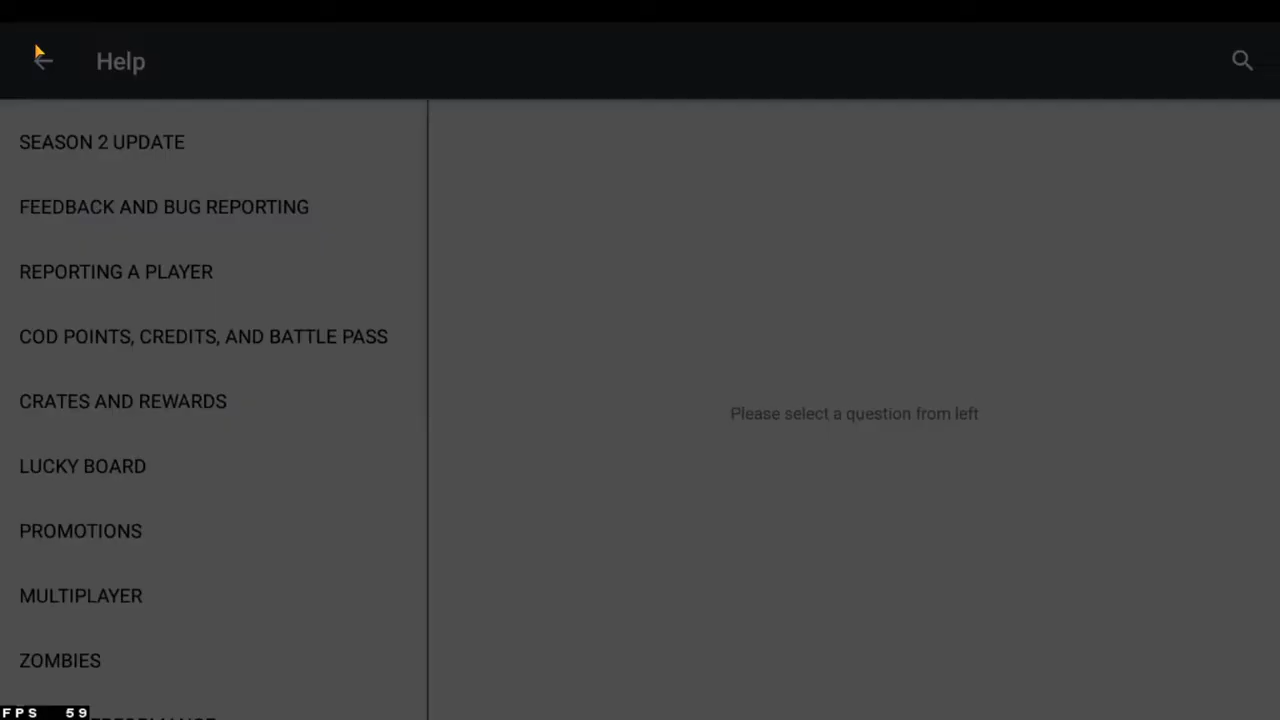 Help
SEASON 2 UPDATE
FEEDBACK AND BUG REPORTING
REPORTING A PLAYER
COD POINTS, CREDITS, AND BATTLE PASS
CRATES AND REWARDS
LUCKY BOARD
PROMOTIONS
MULTIPLAYER
ZOMBIES
Please select a question from left
FPS 59